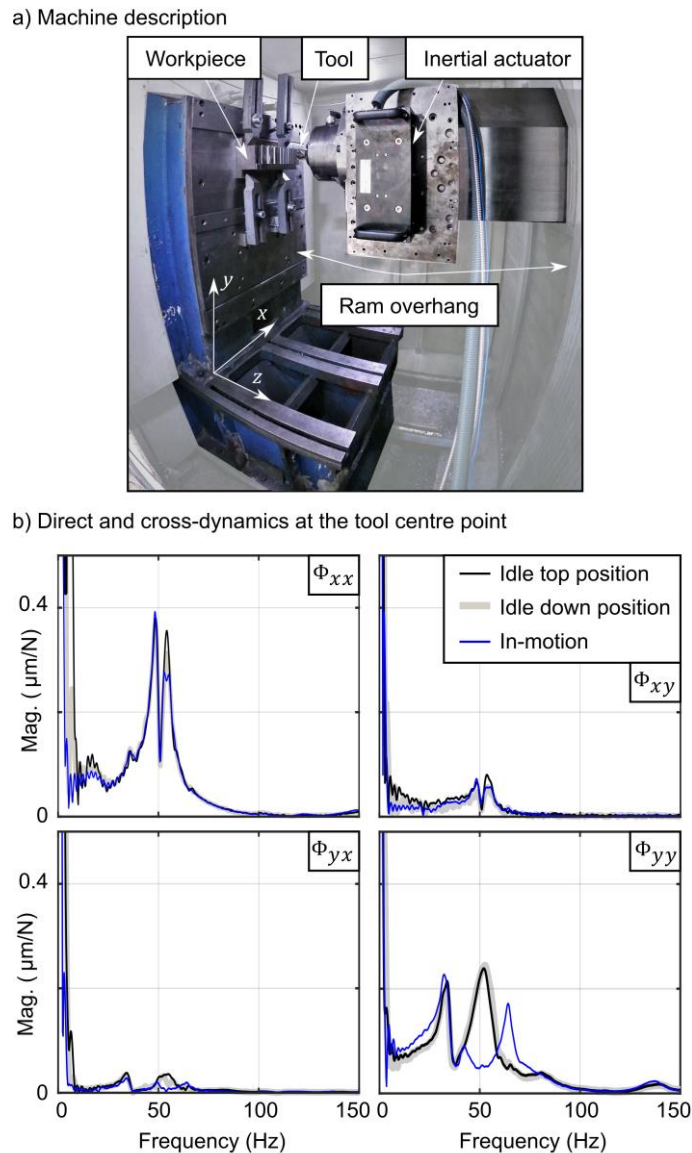 a) Machine description
Workpiece
Tool
Inertial actuator
Ram overhang
y
x
z
b) Direct and cross-dynamics at the tool centre point
Φxx
0.4
Mag. ( μm/N)
0
Idle top position
Idle down position
In-motion
Φxy
Φyx
0.4
Mag. ( μm/N)
0
0 50 100 150
Frequency (Hz)
Φyy
0 50 100 150
Frequency (Hz)